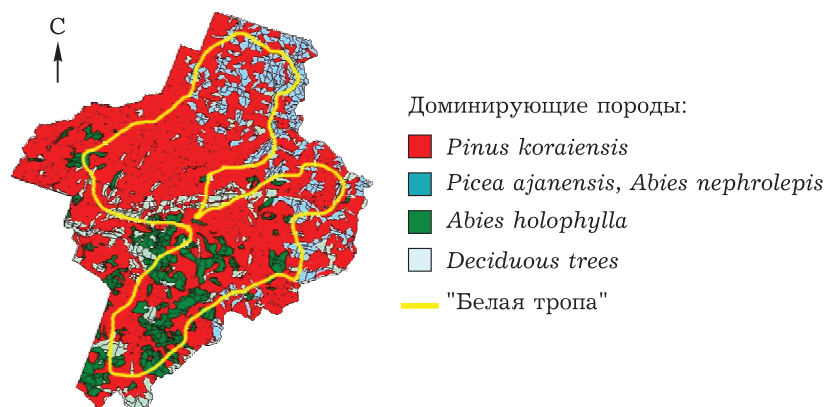 С
Доминирующие породы:
Pinus koraiensis
Picea ajanensis, Abies nephrolepis
Abies holophylla
Deciduous trees
"Белая тропа"